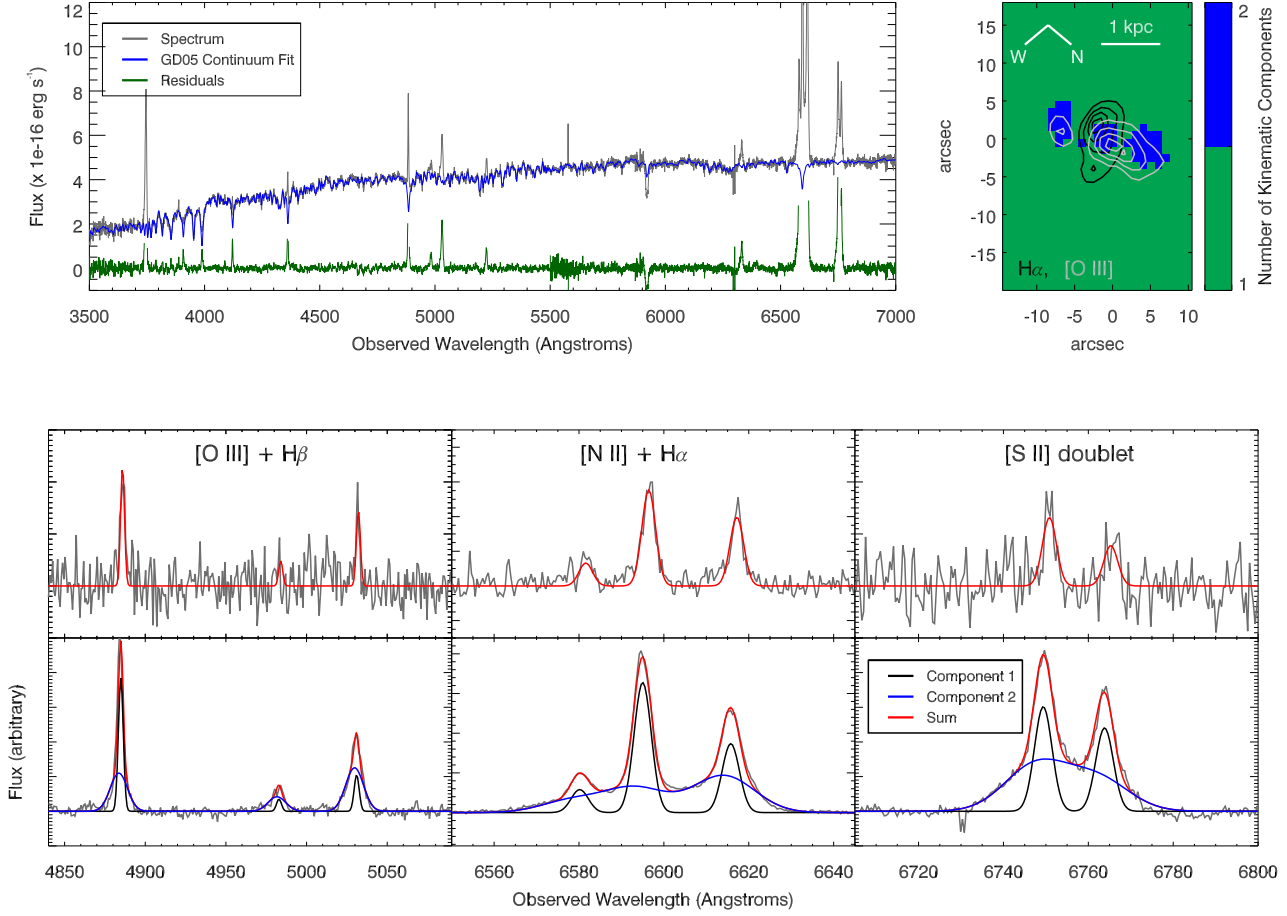 Flux (x 1e-16 erg s⁻¹)
12
10
8
6
4
2
0
Spectrum
GD05 Continuum Fit
Residuals
3500 4000 4500 5000 5500 6000 6500 7000
Observed Wavelength (Angstroms)
arcsec
15
10
5
0
-5
-10
-15
W N
1 kpc
Hα, [O III]
-10 -5 0 5 10
arcsec
2
1
Number of Kinematic Components
[O III] + Hβ
[N II] + Hα
[S II] doublet
Flux (arbitrary)
Component 1
Component 2
Sum
4850 4900 4950 5000 5050
6560 6580 6600 6620 6640
6720 6740 6760 6780 6800
Observed Wavelength (Angstroms)